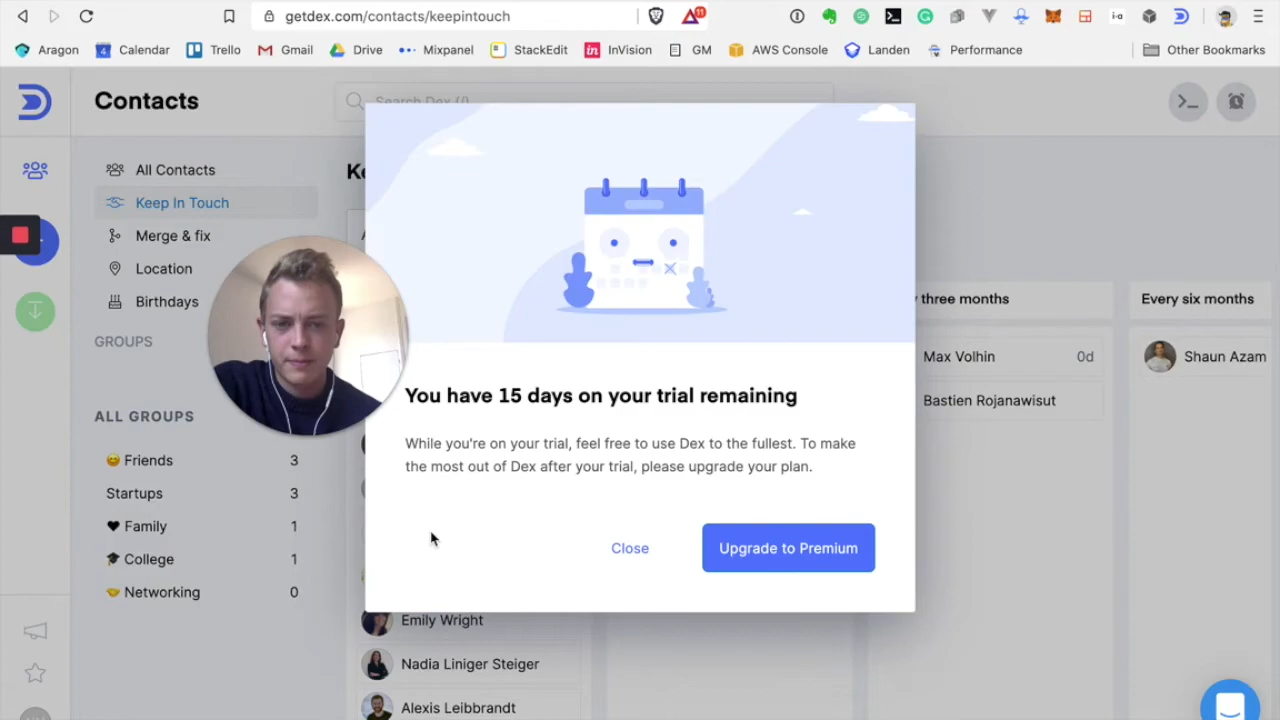 getdex.com/contacts/keepintouch
11
Aragon
Calendar
Trello
Gmail
Drive
Mixpanel
StackEdit
InVision
GM
AWS Console
Landen
Performance
Other Bookmarks
Contacts
Search Dex (/)
All Contacts
Keep In Touch
Merge & fix
Location
Birthdays
GROUPS
ALL GROUPS
Friends 3
Startups 3
Family 1
College 1
Networking 0
You have 15 days on your trial remaining
While you're on your trial, feel free to use Dex to the fullest. To make
the most out of Dex after your trial, please upgrade your plan.
Close
Upgrade to Premium
Emily Wright
Nadia Liniger Steiger
Alexis Leibbrandt
three months
Max Volhin 0d
Bastien Rojanawisut
Every six months
Shaun Azam